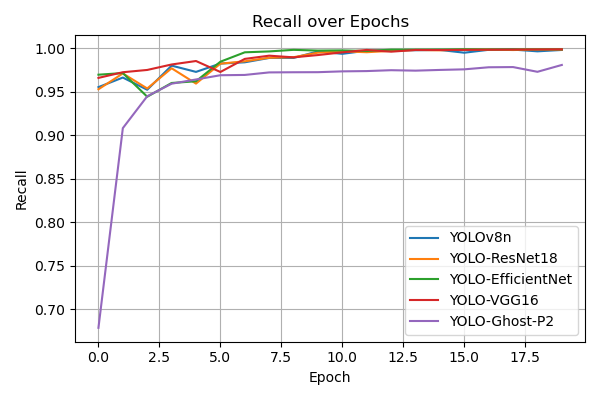 Recall over Epochs
1.00
0.95
0.90
0.85
0.80
0.75
0.70
Recall
YOLOv8n
YOLO-ResNet18
YOLO-EfficientNet
YOLO-VGG16
YOLO-Ghost-P2
0.0 2.5 5.0 7.5 10.0 12.5 15.0 17.5
Epoch